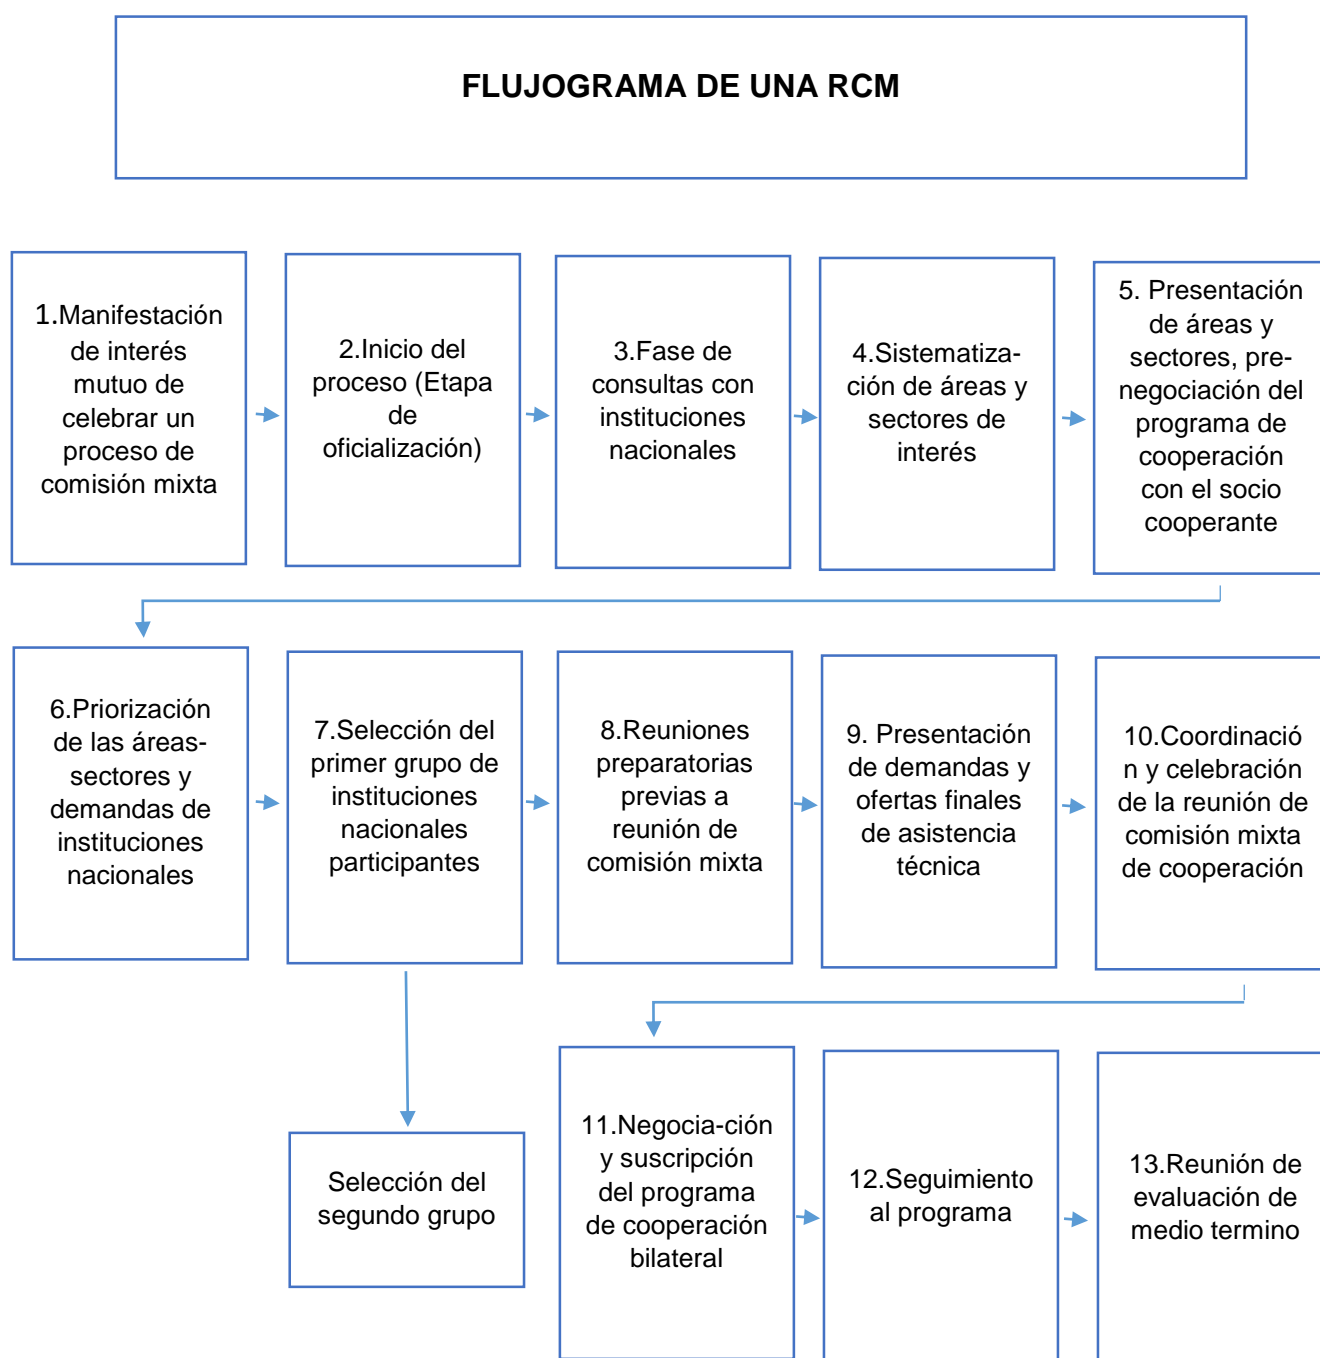 FLUJOGRAMA DE UNA RCM
1.Manifestación
de interés
mutuo de
celebrar un
proceso de
comisión mixta
2.Inicio del
proceso (Etapa
de
oficialización)
3.Fase de
consultas con
instituciones
nacionales
4.Sistematiza-
ción de áreas y
sectores de
interés
5. Presentación
de áreas y
sectores, pre-
negociación del
programa de
cooperación
con el socio
cooperante
6.Priorización
de las áreas-
sectores y
demandas de
instituciones
nacionales
7.Selección del
primer grupo de
instituciones
nacionales
participantes
8.Reuniones
preparatorias
previas a
reunión de
comisión mixta
9. Presentación
de demandas y
ofertas finales
de asistencia
técnica
10.Coordinació
n y celebración
de la reunión de
comisión mixta
de cooperación
Selección del
segundo grupo
11.Negocia-ción
y suscripción
del programa
de cooperación
bilateral
12.Seguimiento
al programa
13.Reunión de
evaluación de
medio termino